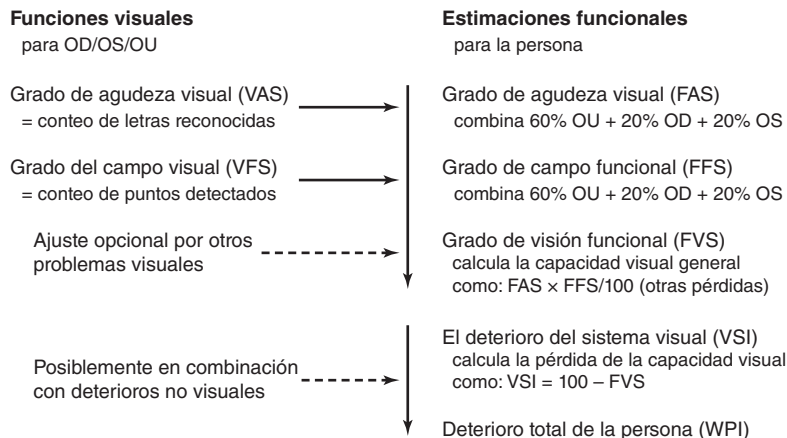 Funciones visuales
para OD/OS/OU
Estimaciones funcionales
para la persona
Grado de agudeza visual (VAS)
= conteo de letras reconocidas
Grado de agudeza visual (FAS)
combina 60% OU + 20% OD + 20% OS
Grado del campo visual (VFS)
= conteo de puntos detectados
Grado de campo funcional (FFS)
combina 60% OU + 20% OD + 20% OS
Ajuste opcional por otros
problemas visuales
Grado de visión funcional (FVS)
calcula la capacidad visual general
como: FAS × FFS/100 (otras pérdidas)
Posiblemente en combinación
con deterioros no visuales
El deterioro del sistema visual (VSI)
calcula la pérdida de la capacidad visual
como: VSI = 100 – FVS
Deterioro total de la persona (WPI)